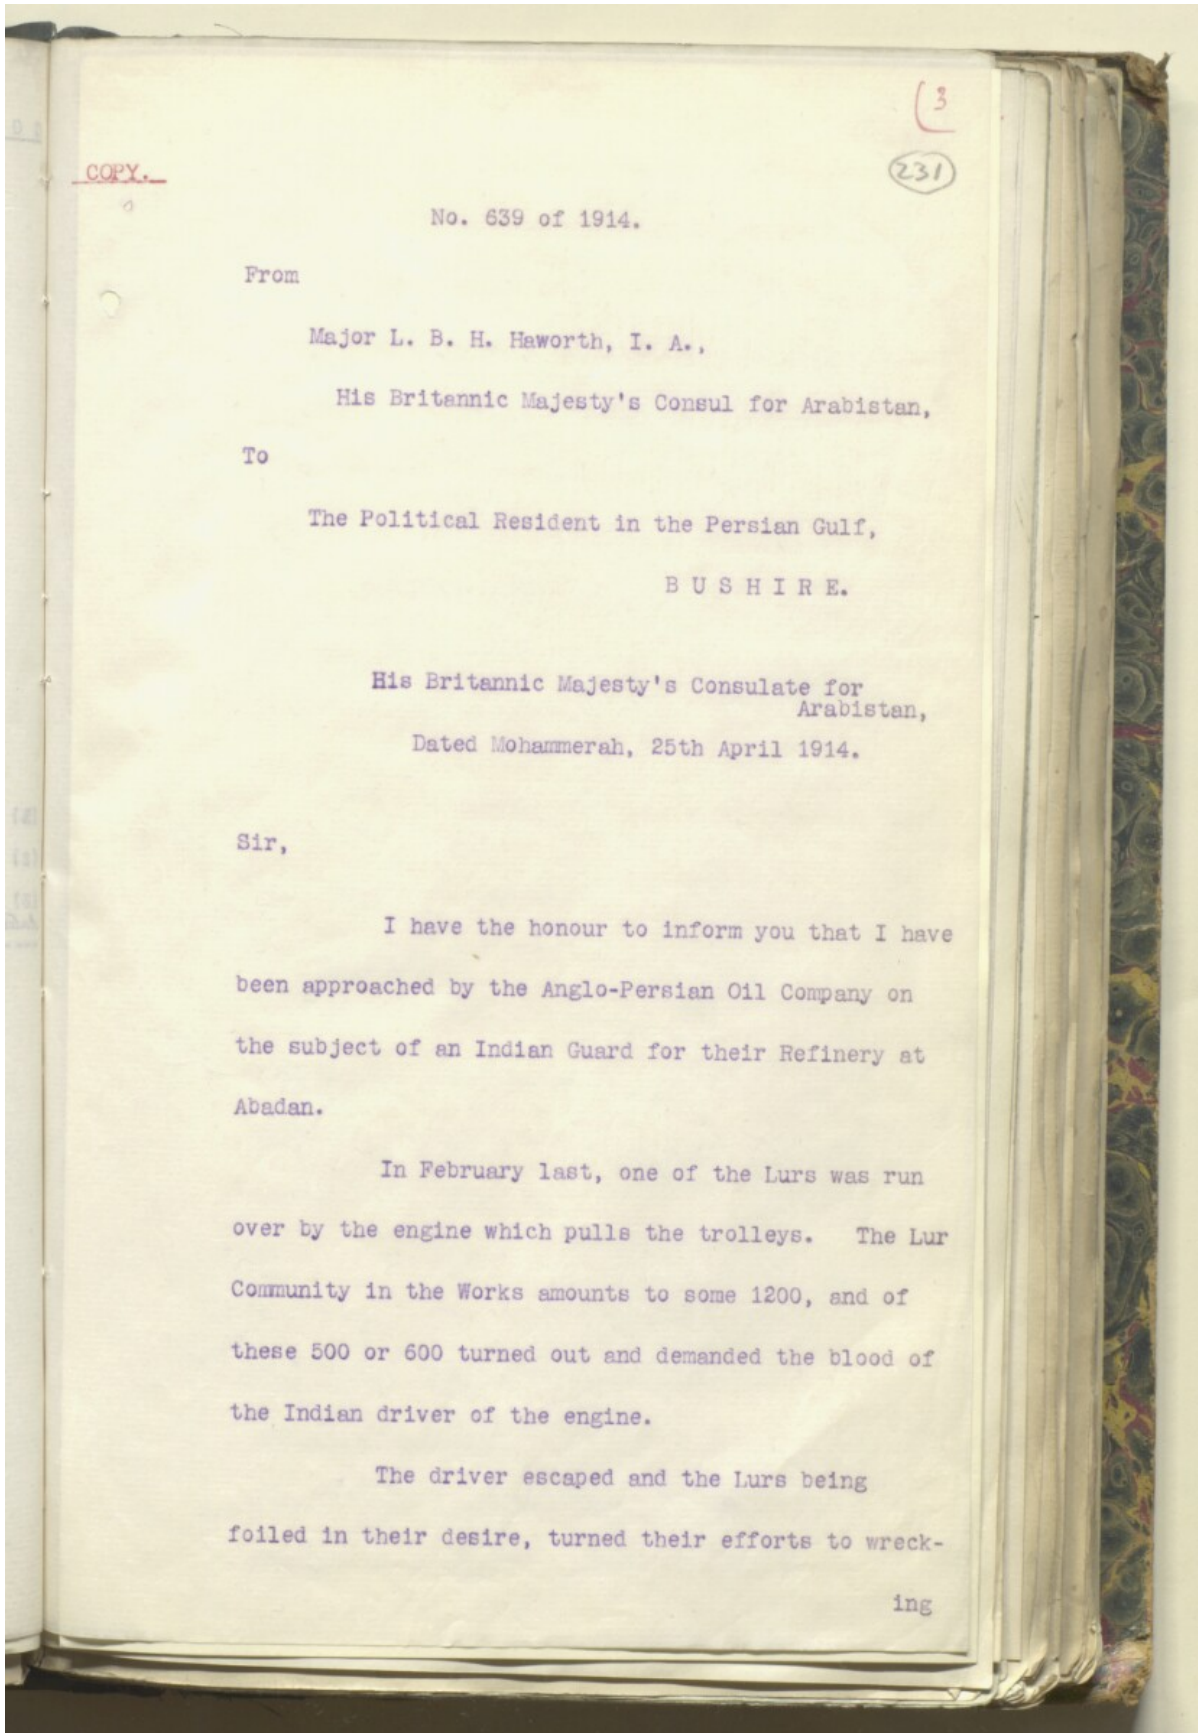 (3
231
COPY.
No. 639 of 1914.
From
Major L. B. H. Haworth, I. A.,
His Britannic Majesty's Consul for Arabistan,
To
The Political Resident in the Persian Gulf,
B U S H I R E.
His Britannic Majesty's Consulate for
Arabistan,
Dated Mohammerah, 25th April 1914.
Sir,
I have the honour to inform you that I have
been approached by the Anglo-Persian Oil Company on
the subject of an Indian Guard for their Refinery at
Abadan.
In February last, one of the Lurs was run
over by the engine which pulls the trolleys. The Lur
Community in the Works amounts to some 1200, and of
these 500 or 600 turned out and demanded the blood of
the Indian driver of the engine.
The driver escaped and the Lurs being
foiled in their desire, turned their efforts to wreck-
ing